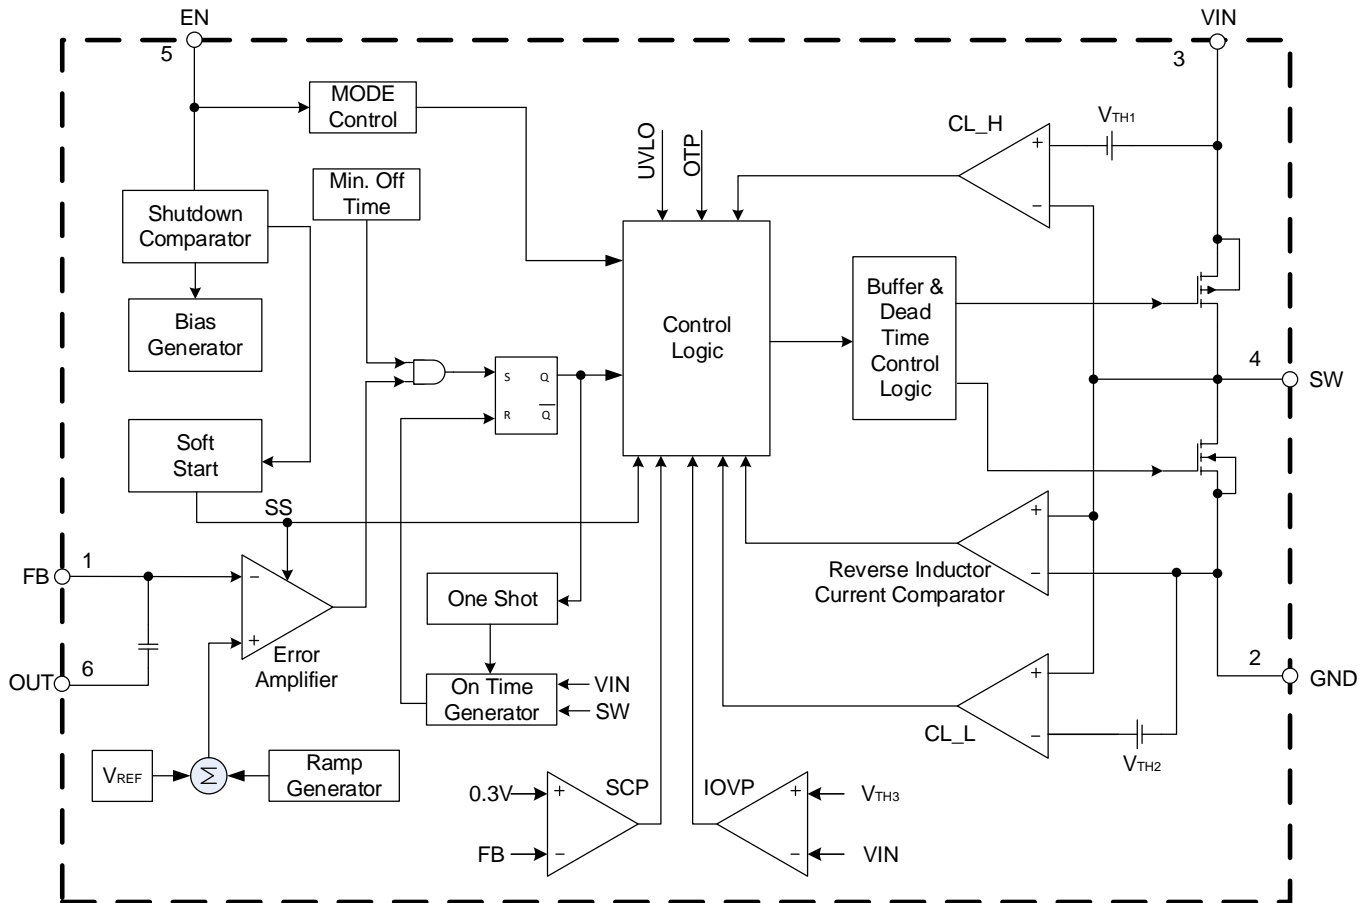 EN
VIN
5
3
MODE
Control
CL_H
VTH1
UVLO
OTP
+
−
Min. Off
Time
Shutdown
Comparator
Bias
Generator
Buffer &
Dead
Time
Control
Logic
Control
Logic
4
SW
S
Q
R
Q
Soft
Start
SS
+
−
Reverse Inductor
Current Comparator
FB
1
−
+
Error
Amplifier
OUT
6
One Shot
On Time
Generator
VIN
SW
2
GND
+
−
CL_L
VTH2
VREF
Σ
Ramp
Generator
0.3V
FB
+
−
SCP
IOVP
+
−
VTH3
VIN